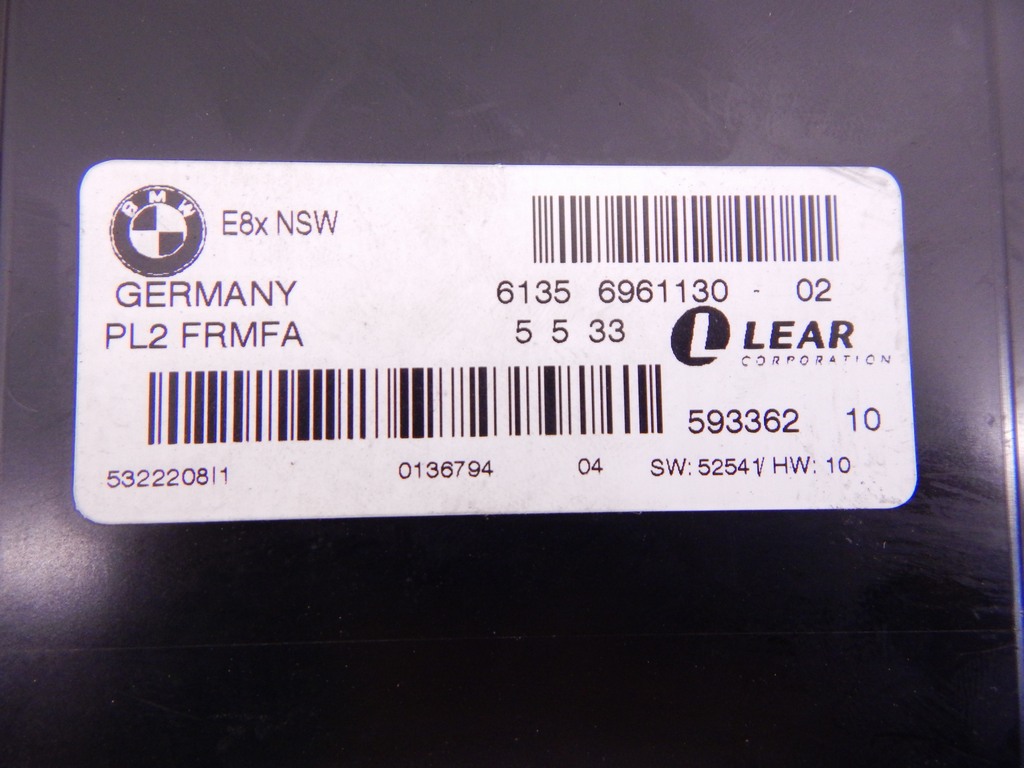 BMW
E8x NSW
GERMANY
6135 6961130 - 02
PL2 FRMFA
5 5 33
L LEAR
CORPORATION
593362 10
5322208I1 0136794 04 SW: 52541/ HW: 10